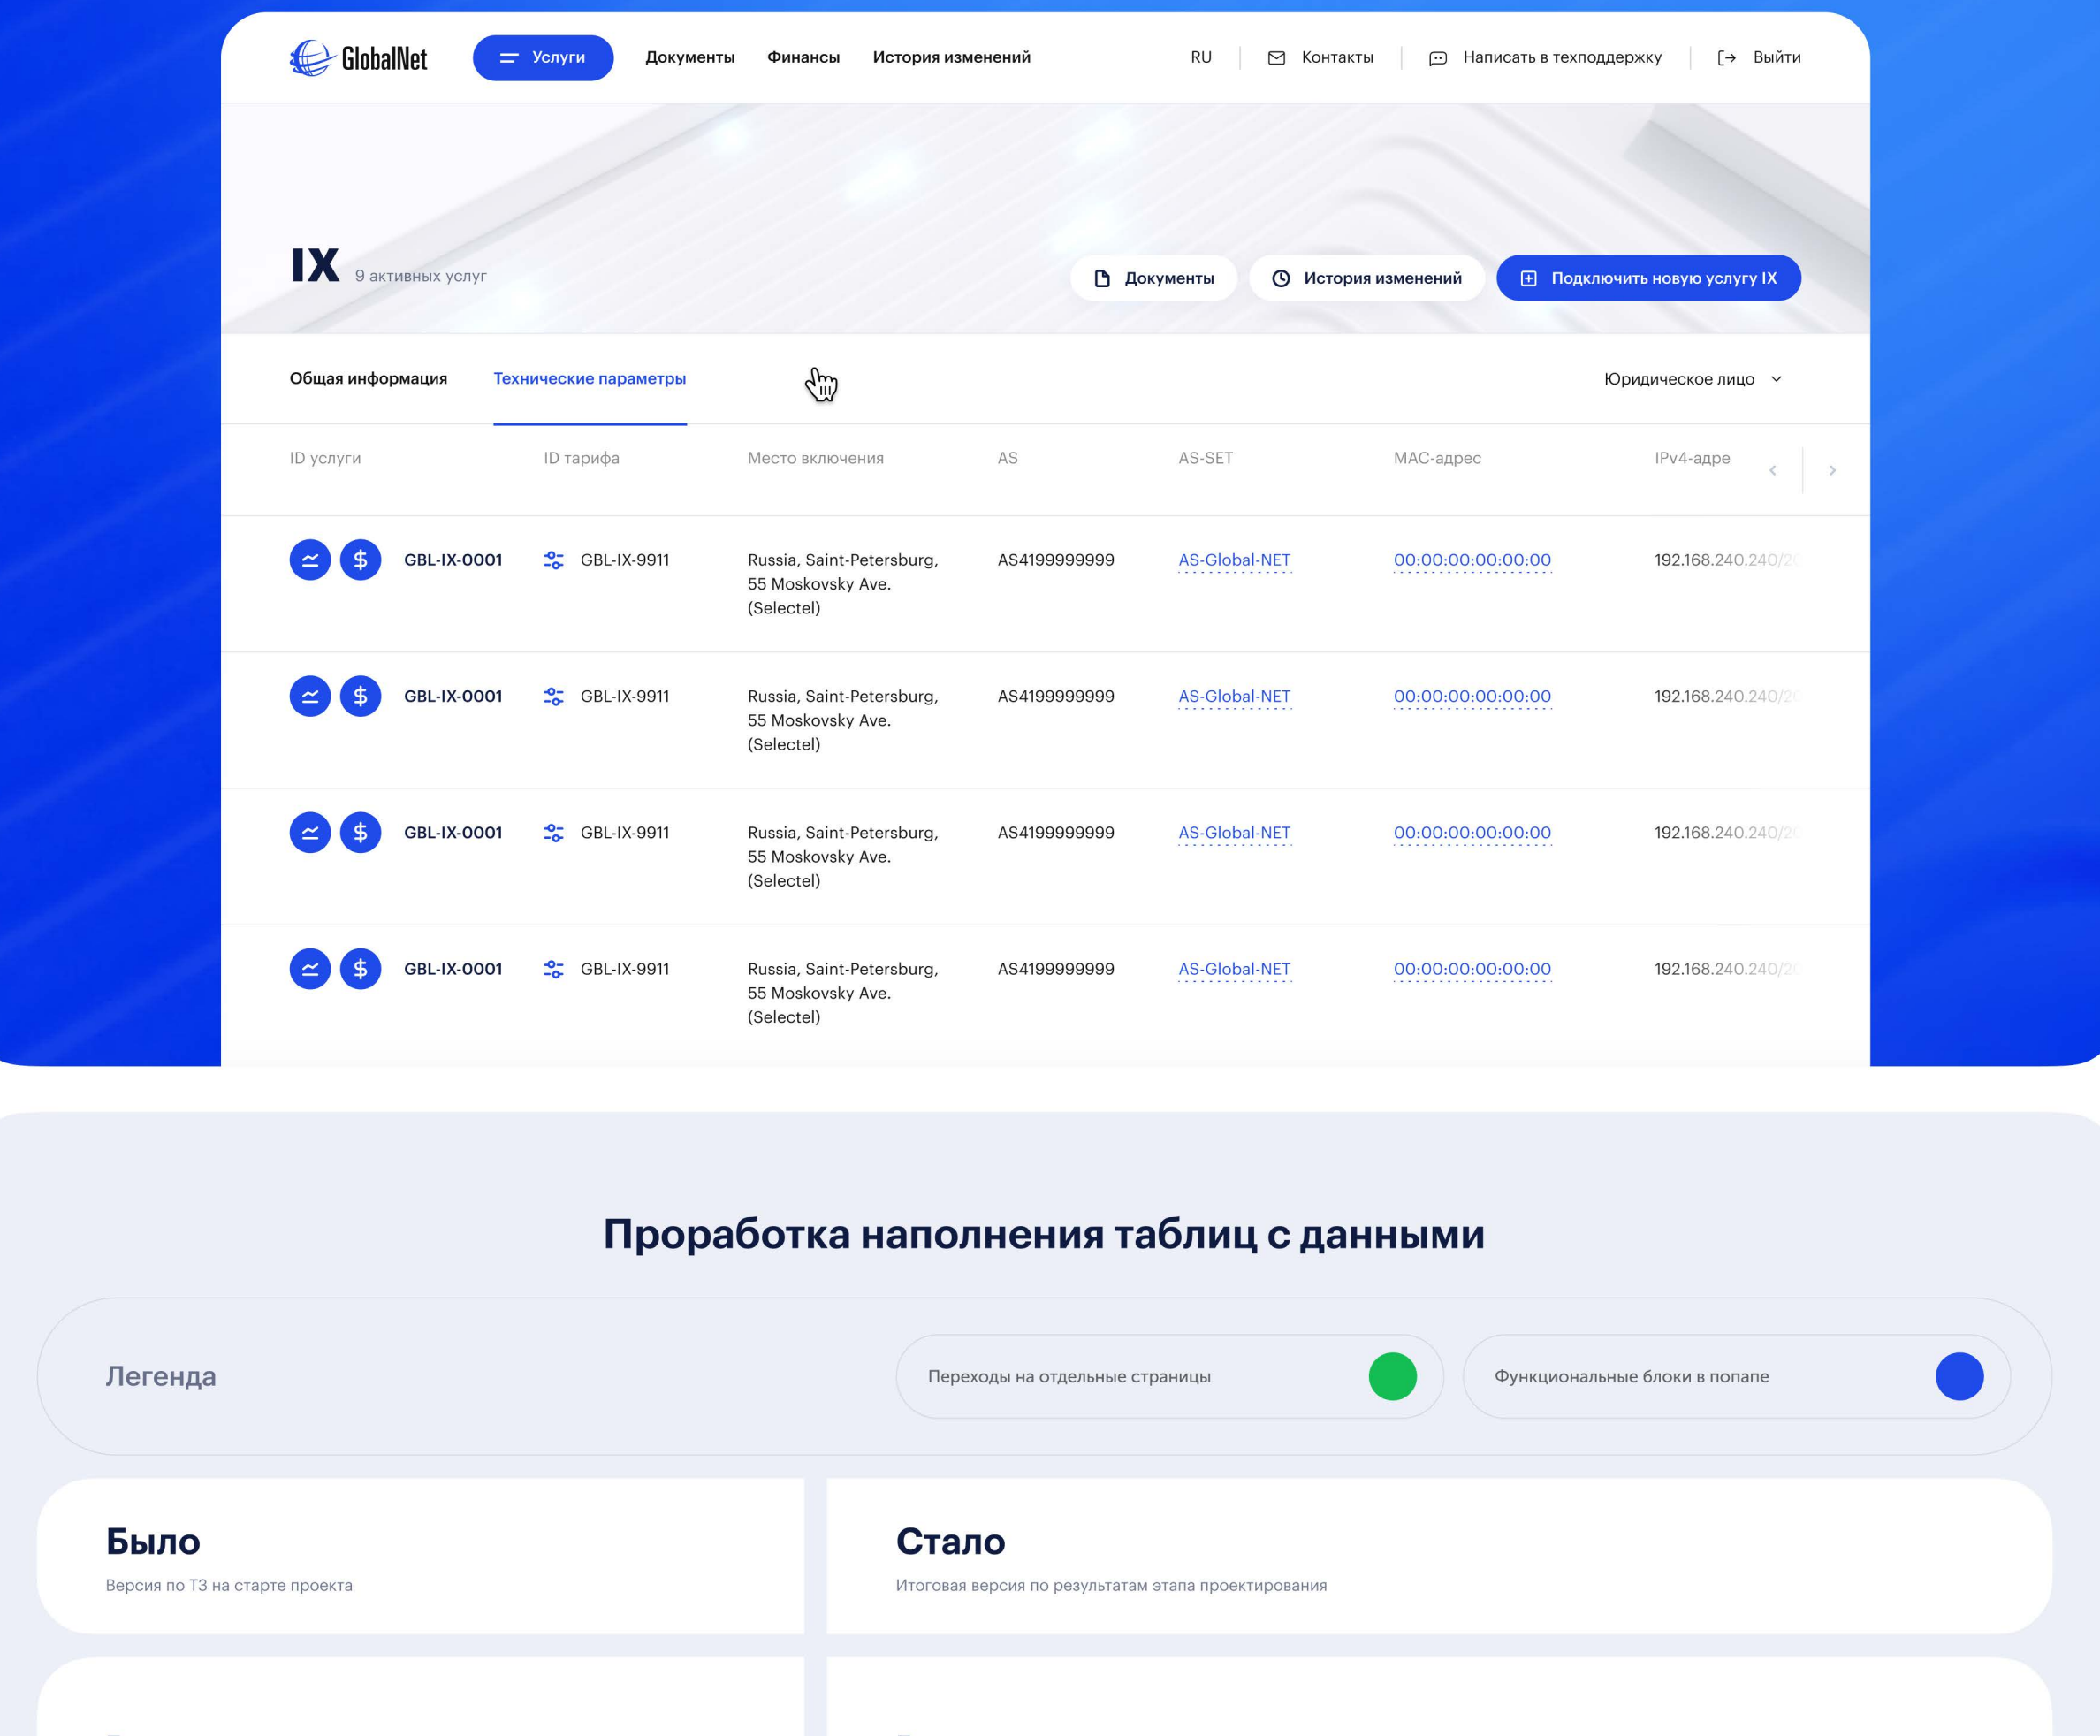 GlobalNet
Услуги
Документы
Финансы
История изменений
RU
Контакты
Написать в техподдержку
Выйти
IX
9 активных услуг
Документы
История изменений
Подключить новую услугу IX
Общая информация
Технические параметры
Юридическое лицо
ID услуги
ID тарифа
Место включения
AS
AS-SET
MAC-адрес
IPv4-адре
GBL-IX-0001
GBL-IX-9911
Russia, Saint-Petersburg,
55 Moskovsky Ave.
(Selectel)
AS4199999999
AS-Global-NET
00:00:00:00:00:00
192.168.240.240/20
GBL-IX-0001
GBL-IX-9911
Russia, Saint-Petersburg,
55 Moskovsky Ave.
(Selectel)
AS4199999999
AS-Global-NET
00:00:00:00:00:00
192.168.240.240/20
GBL-IX-0001
GBL-IX-9911
Russia, Saint-Petersburg,
55 Moskovsky Ave.
(Selectel)
AS4199999999
AS-Global-NET
00:00:00:00:00:00
192.168.240.240/20
GBL-IX-0001
GBL-IX-9911
Russia, Saint-Petersburg,
55 Moskovsky Ave.
(Selectel)
AS4199999999
AS-Global-NET
00:00:00:00:00:00
192.168.240.240/20
Проработка наполнения таблиц с данными
Легенда
Переходы на отдельные страницы
Функциональные блоки в попапе
Было
Версия по ТЗ на старте проекта
Стало
Итоговая версия по результатам этапа проектирования